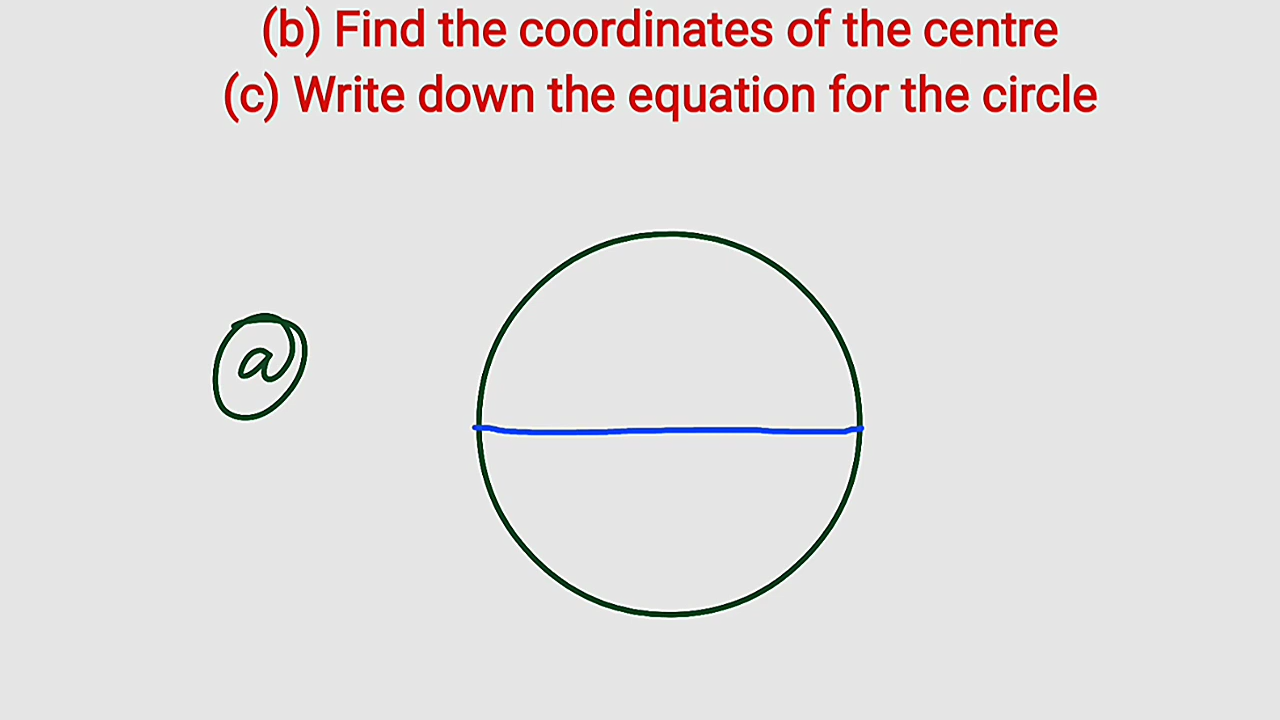 (b) Find the coordinates of the centre
(c) Write down the equation for the circle
a